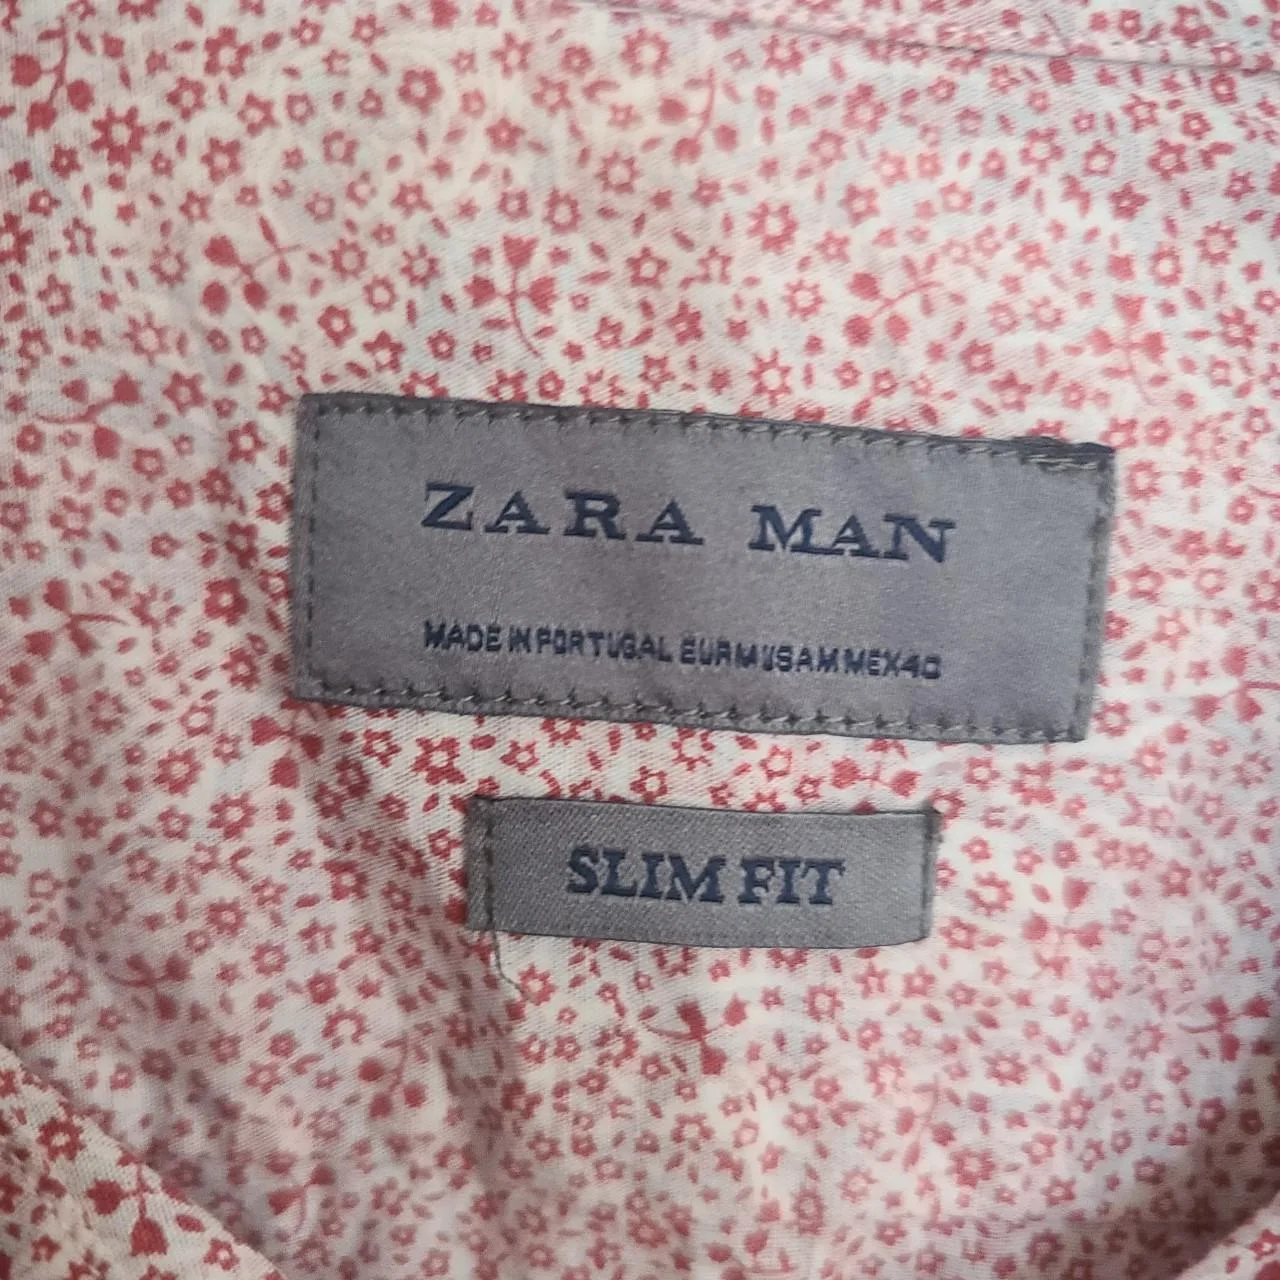 ZARA MAN
MADE IN PORTUGAL EUR M USA M MEX 40
SLIM FIT